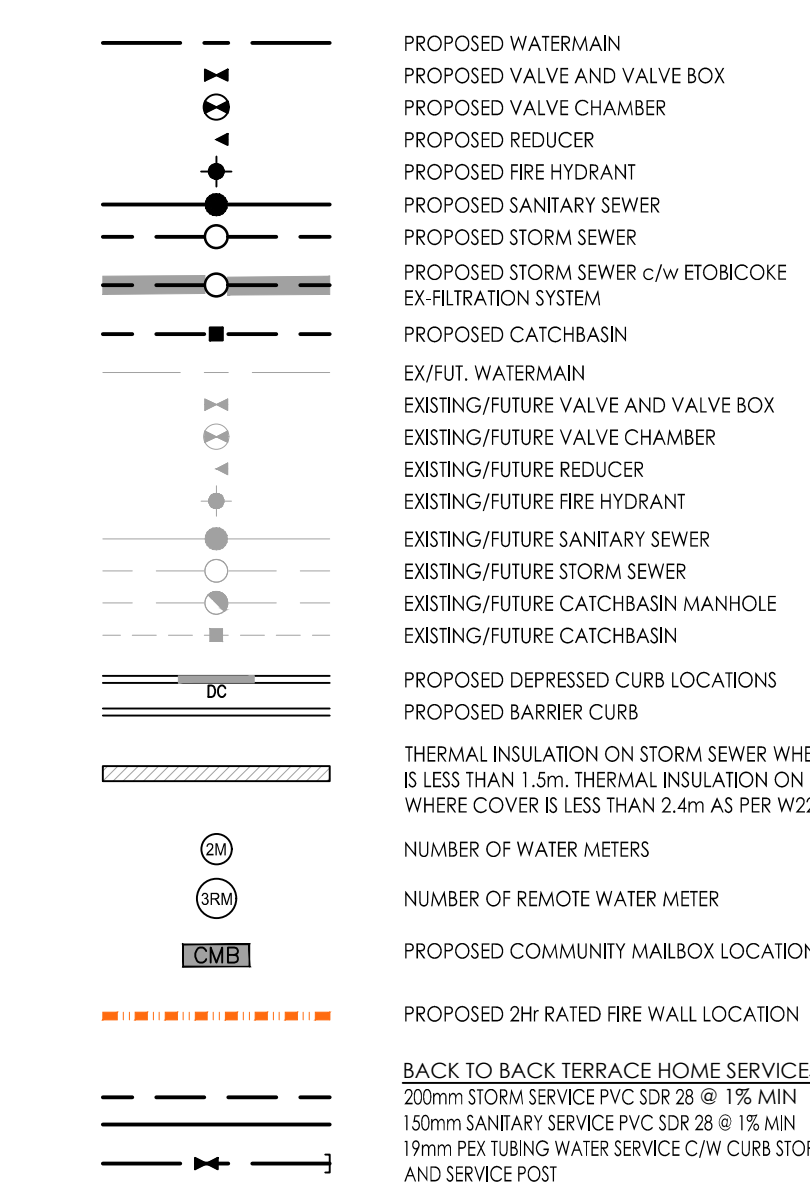 PROPOSED WATERMAIN
PROPOSED VALVE AND VALVE BOX
PROPOSED VALVE CHAMBER
PROPOSED REDUCER
PROPOSED FIRE HYDRANT
PROPOSED SANITARY SEWER
PROPOSED STORM SEWER
PROPOSED STORM SEWER c/w ETOBICOKE
EX-FILTRATION SYSTEM
PROPOSED CATCHBASIN
EX/FUT. WATERMAIN
EXISTING/FUTURE VALVE AND VALVE BOX
EXISTING/FUTURE VALVE CHAMBER
EXISTING/FUTURE REDUCER
EXISTING/FUTURE FIRE HYDRANT
EXISTING/FUTURE SANITARY SEWER
EXISTING/FUTURE STORM SEWER
EXISTING/FUTURE CATCHBASIN MANHOLE
EXISTING/FUTURE CATCHBASIN
DC PROPOSED DEPRESSED CURB LOCATIONS
PROPOSED BARRIER CURB
THERMAL INSULATION ON STORM SEWER
IS LESS THAN 1.5m. THERMAL INSULATION ON
WHERE COVER IS LESS THAN 2.4m AS PER
2M NUMBER OF WATER METERS
3RM NUMBER OF REMOTE WATER METER
CMB PROPOSED COMMUNITY MAILBOX LOCATION
PROPOSED 2Hr RATED FIRE WALL LOCATION
BACK TO BACK TERRACE HOME SERVICES
200mm STORM SERVICE PVC SDR 28 @ 1% MIN
150mm SANITARY SERVICE PVC SDR 28 @ 1% MIN
19mm PEX TUBING WATER SERVICE C/W CURB STOP
AND SERVICE POST